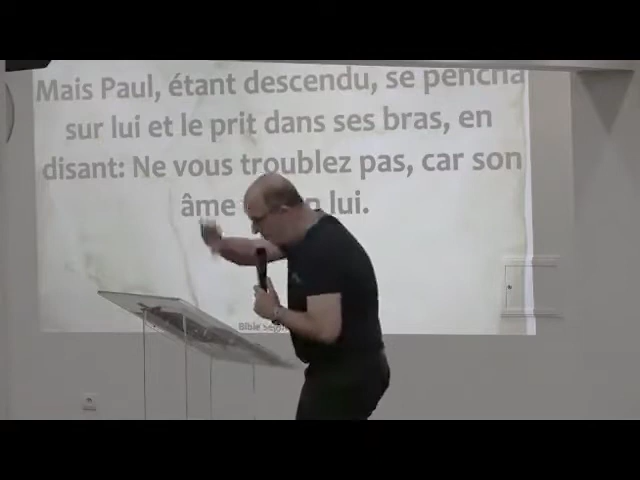 Mais Paul, étant descendu, se pencha
sur lui et le prit dans ses bras, en
disant: Ne vous troublez pas, car son
âme lui.
Bible